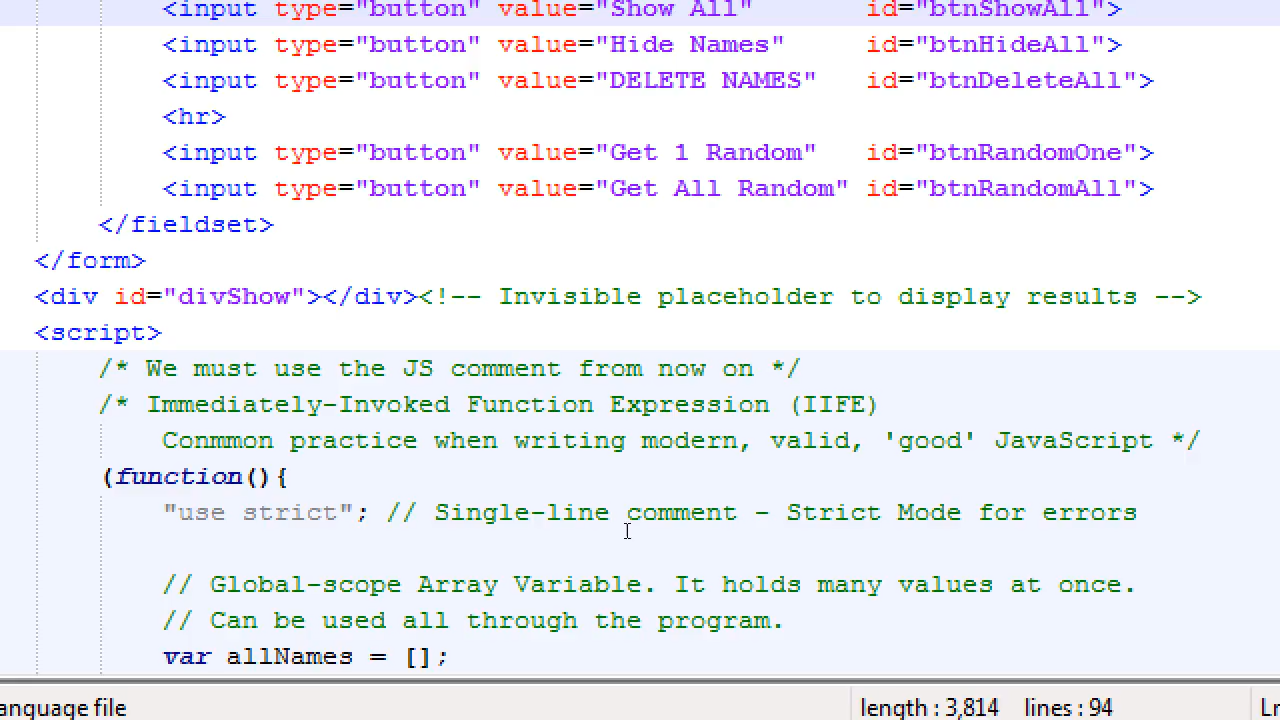 <input type="button" value="Show All" id="btnShowAll">
<input type="button" value="Hide Names" id="btnHideAll">
<input type="button" value="DELETE NAMES" id="btnDeleteAll">
<hr>
<input type="button" value="Get 1 Random" id="btnRandomOne">
<input type="button" value="Get All Random" id="btnRandomAll">
</fieldset>
</form>
<div id="divShow"></div><!-- Invisible placeholder to display results -->
<script>
/* We must use the JS comment from now on */
/* Immediately-Invoked Function Expression (IIFE)
Conmmon practice when writing modern, valid, 'good' JavaScript */
(function(){
"use strict"; // Single-line comment - Strict Mode for errors
// Global-scope Array Variable. It holds many values at once.
// Can be used all through the program.
var allNames = [];
anguage file length : 3,814 lines : 94 Ln